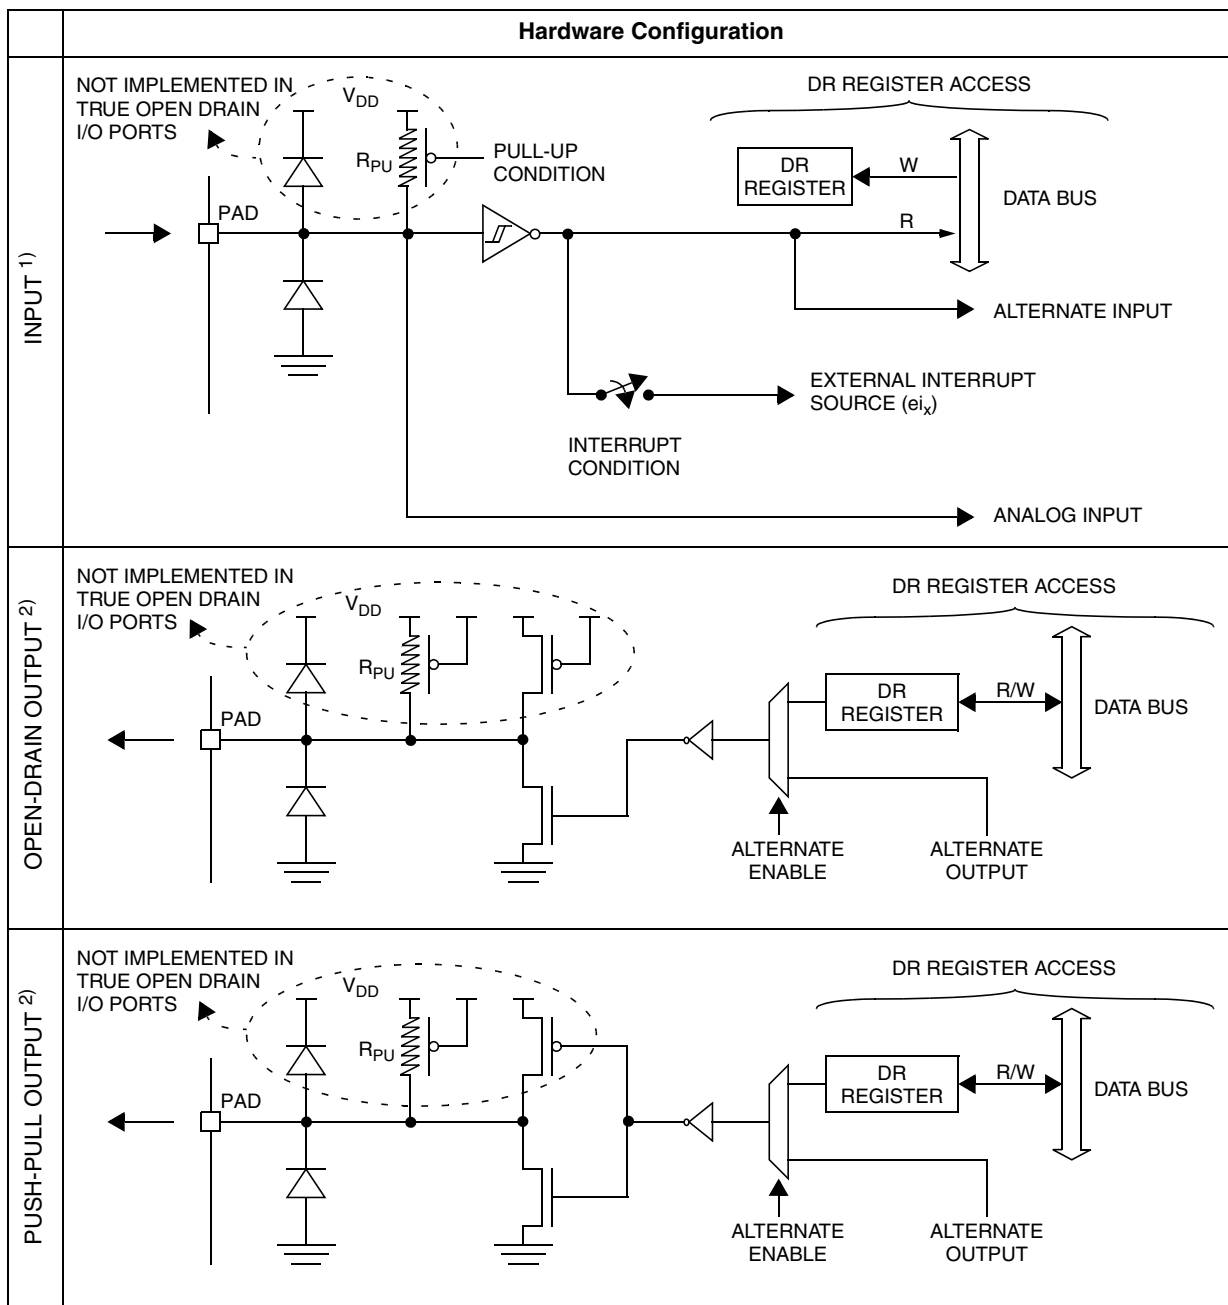 Hardware Configuration
INPUT 1)
NOT IMPLEMENTED IN
TRUE OPEN DRAIN
I/O PORTS
VDD
RPU
PULL-UP
CONDITION
PAD
DR REGISTER ACCESS
DR
REGISTER
W
R
DATA BUS
ALTERNATE INPUT
EXTERNAL INTERRUPT
SOURCE (eix)
INTERRUPT
CONDITION
ANALOG INPUT
OPEN-DRAIN OUTPUT 2)
NOT IMPLEMENTED IN
TRUE OPEN DRAIN
I/O PORTS
VDD
RPU
PAD
DR REGISTER ACCESS
DR
REGISTER
R/W
DATA BUS
ALTERNATE
ENABLE
ALTERNATE
OUTPUT
PUSH-PULL OUTPUT 2)
NOT IMPLEMENTED IN
TRUE OPEN DRAIN
I/O PORTS
VDD
RPU
PAD
DR REGISTER ACCESS
DR
REGISTER
R/W
DATA BUS
ALTERNATE
ENABLE
ALTERNATE
OUTPUT